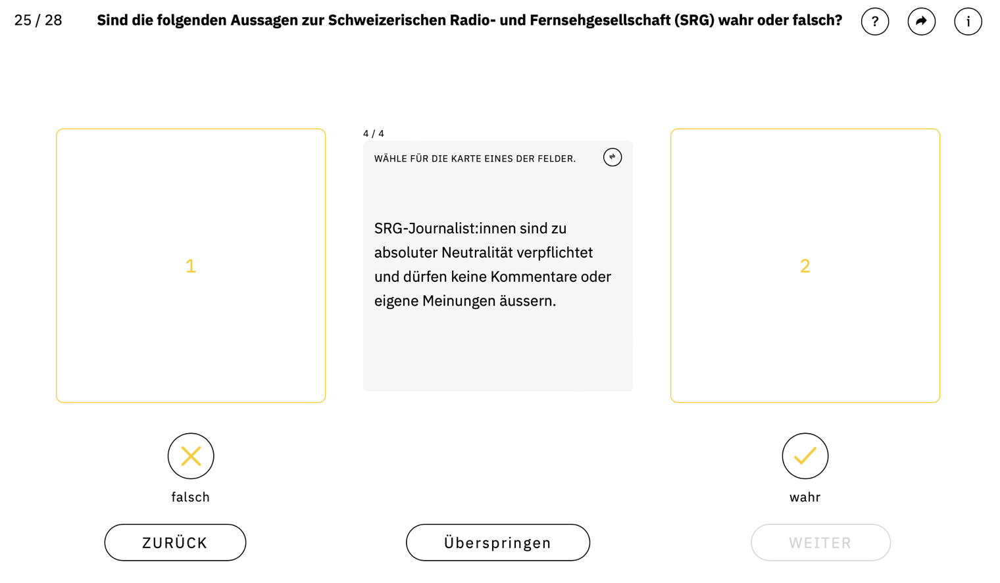 25 / 28
Sind die folgenden Aussagen zur Schweizerischen Radio- und Fernsehgesellschaft (SRG) wahr oder falsch?
?
i
4 / 4
WÄHLE FÜR DIE KARTE EINES DER FELDER.
1
SRG-Journalist:innen sind zu
absoluter Neutralität verpflichtet
und dürfen keine Kommentare oder
eigene Meinungen äussern.
2
falsch
wahr
ZURÜCK
Überspringen
WEITER